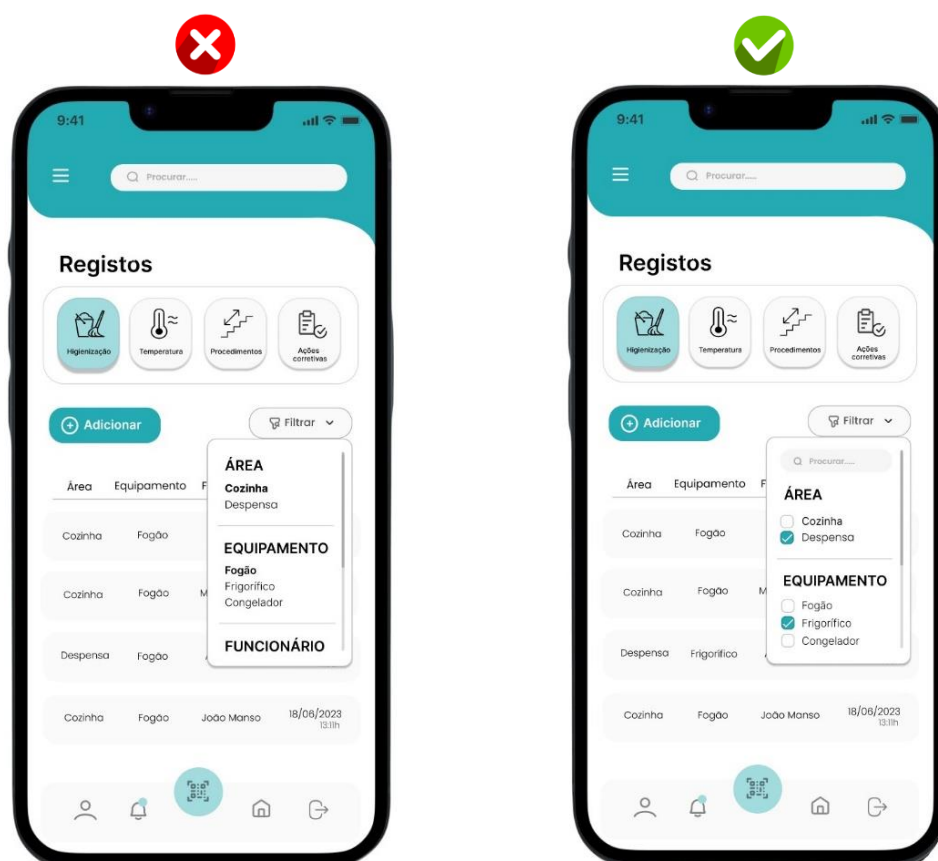 9:41
Procurar.....
Registos
Higienização
Temperatura
Procedimentos
Ações
corretivas
Adicionar
Filtrar
Área Equipamento F
ÁREA
Cozinha
Despensa
EQUIPAMENTO
Fogão
Frigorífico
Congelador
FUNCIONÁRIO
Cozinha Fogão
Cozinha Fogão M
Despensa Fogão
Cozinha Fogão João Manso 18/06/2023
13:11h
9:41
Procurar.....
Registos
Higienização
Temperatura
Procedimentos
Ações
corretivas
Adicionar
Filtrar
Área Equipamento F
Procurar.....
ÁREA
Cozinha
Despensa
EQUIPAMENTO
Fogão
Frigorífico
Congelador
Cozinha Fogão
Cozinha Fogão M
Despensa Frigorifico
Cozinha Fogão João Manso 18/06/2023
13:11h